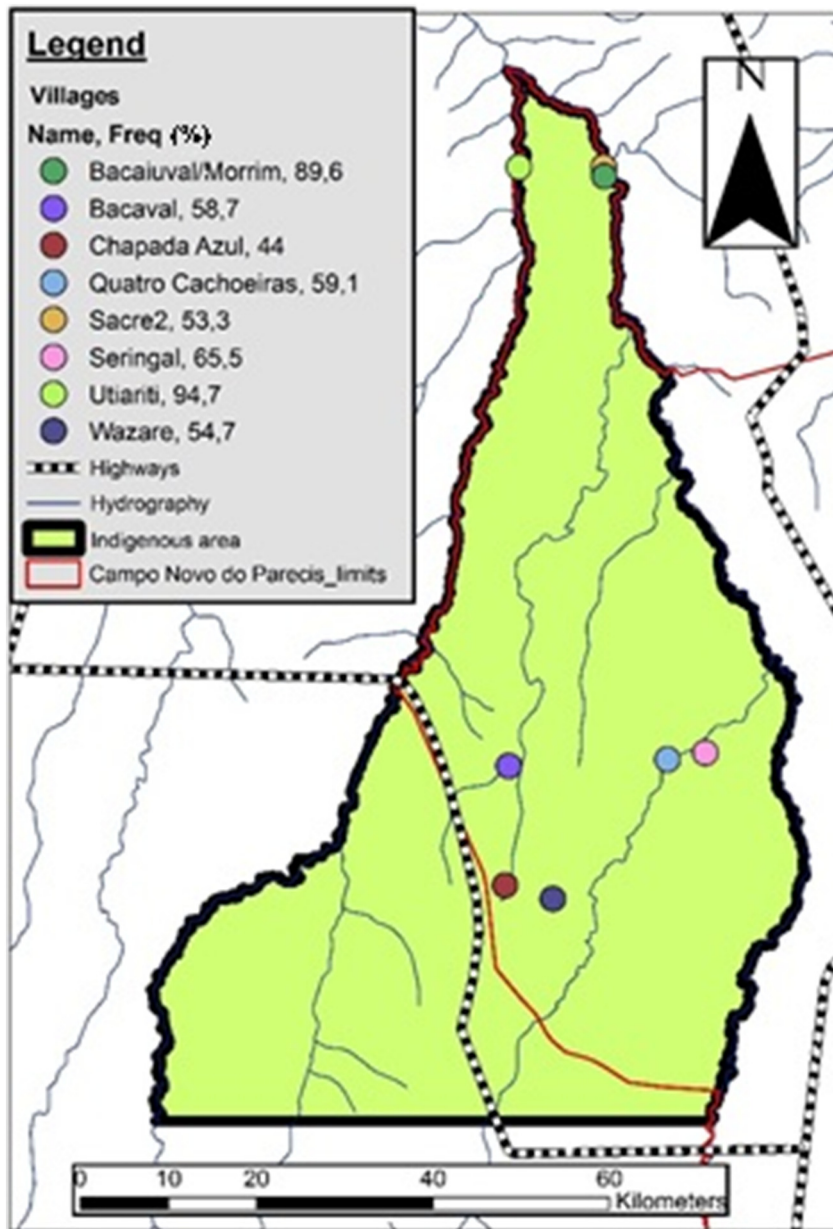 Legend
Villages
Name, Freq (%)
Bacaiuval/Morrim, 89,6
Bacaval, 58,7
Chapada Azul, 44
Quatro Cachoeiras, 59,1
Sacre2, 53,3
Seringal, 65,5
Utiariti, 94,7
Wazare, 54,7
Highways
Hydrography
Indigenous area
Campo Novo do Parecis_limits
N
0 10 20 40 60
Kilometers